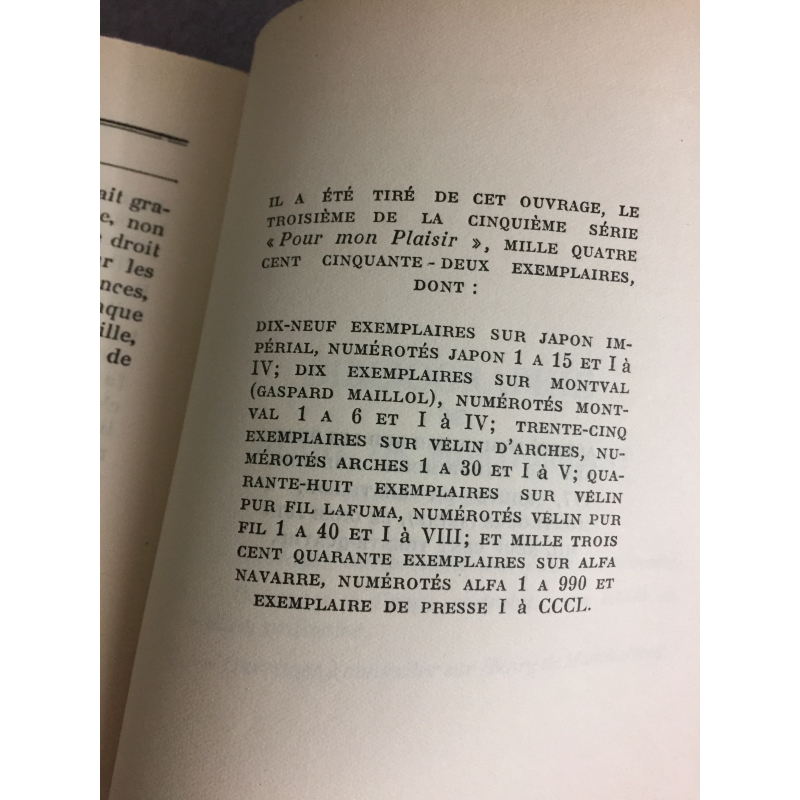 ait gra-
e, non
droit
r les
nces,
aque
ille,
de
IL A ÉTÉ TIRÉ DE CET OUVRAGE, LE
TROISIÈME DE LA CINQUIÈME SÉRIE
« Pour mon Plaisir », MILLE QUATRE
CENT CINQUANTE-DEUX EXEMPLAIRES,
DONT :
DIX-NEUF EXEMPLAIRES SUR JAPON IM-
PÉRIAL, NUMÉROTÉS JAPON 1 A 15 ET I à
IV; DIX EXEMPLAIRES SUR MONTVAL
(GASPARD MAILLOL), NUMÉROTÉS MONT-
VAL 1 A 6 ET I à IV; TRENTE-CINQ
EXEMPLAIRES SUR VÉLIN D'ARCHES, NU-
MÉROTÉS ARCHES 1 A 30 ET I à V; QUA-
RANTE-HUIT EXEMPLAIRES SUR VÉLIN
PUR FIL LAFUMA, NUMÉROTÉS VÉLIN PUR
FIL 1 A 40 ET I à VIII; ET MILLE TROIS
CENT QUARANTE EXEMPLAIRES SUR ALFA
NAVARRE, NUMÉROTÉS ALFA 1 A 990 ET
EXEMPLAIRE DE PRESSE I à CCCL.